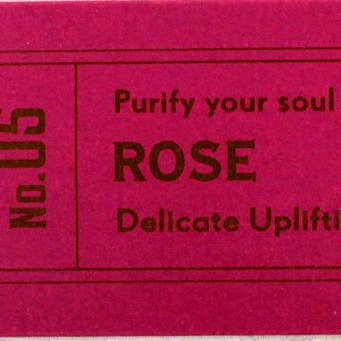 No.05
Purify your soul
ROSE
Delicate Uplifti